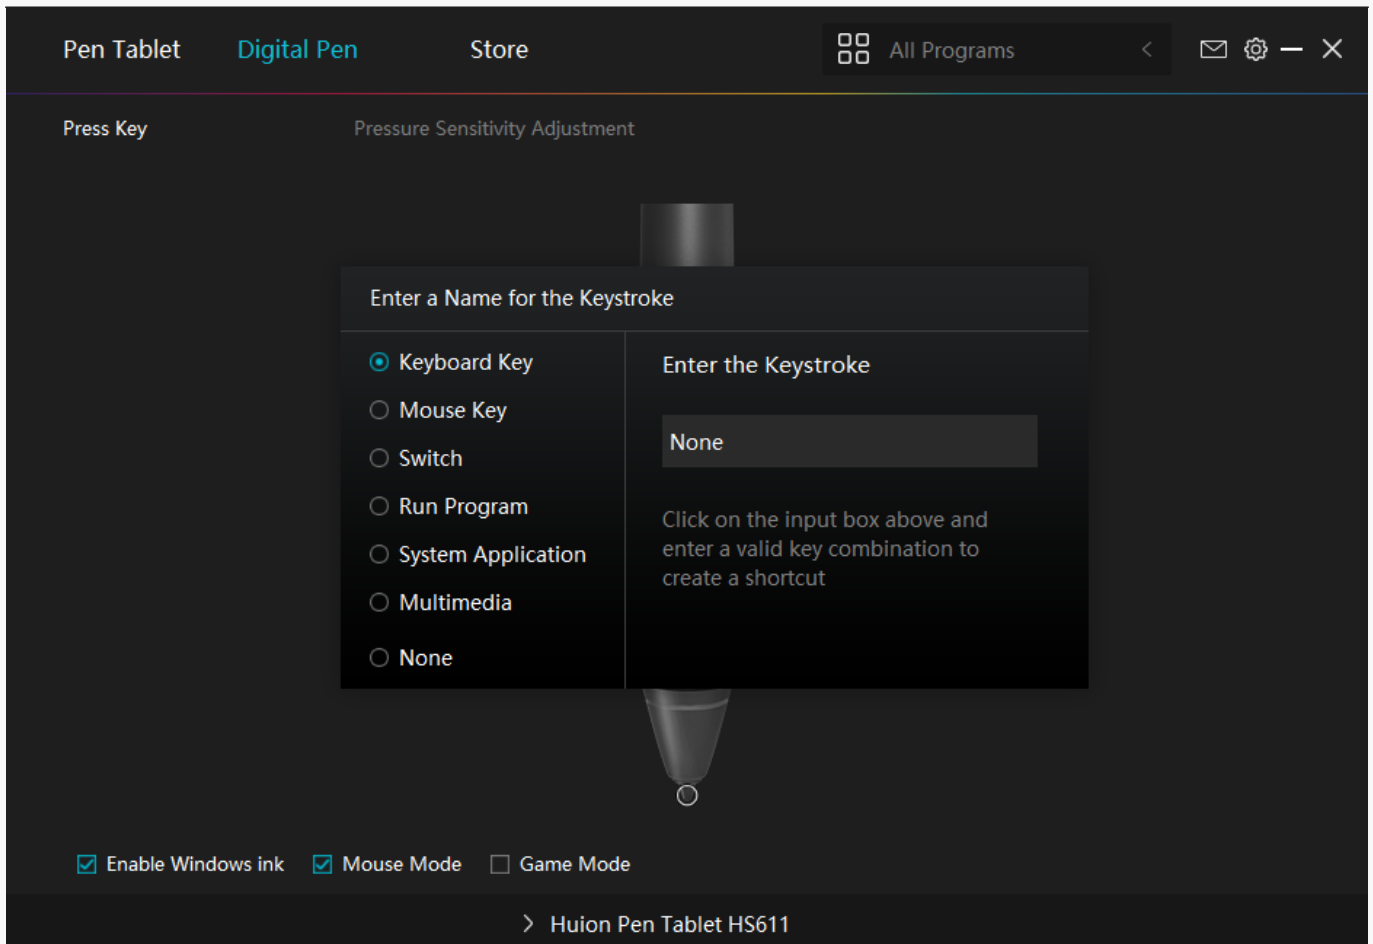 Pen Tablet Digital Pen Store All Programs
Press Key Pressure Sensitivity Adjustment
Enter a Name for the Keystroke
Keyboard Key
Mouse Key
Switch
Run Program
System Application
Multimedia
None
Enter the Keystroke
None
Click on the input box above and
enter a valid key combination to
create a shortcut
Enable Windows ink Mouse Mode Game Mode
Huion Pen Tablet HS611